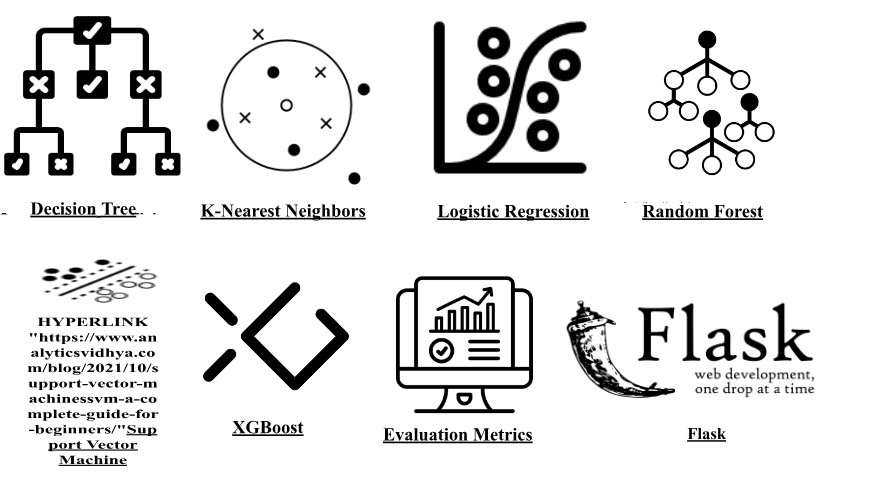 Decision Tree
K-Nearest Neighbors
Logistic Regression
Random Forest
HYPERLINK
"https://www.an
alyticsvidhya.co
m/blog/2021/10/s
upport-vector-m
achinessvm-a-co
mplete-guide-for
-beginners/"Sup
port Vector
Machine
XGBoost
Evaluation Metrics
Flask
web development,
one drop at a time
Flask